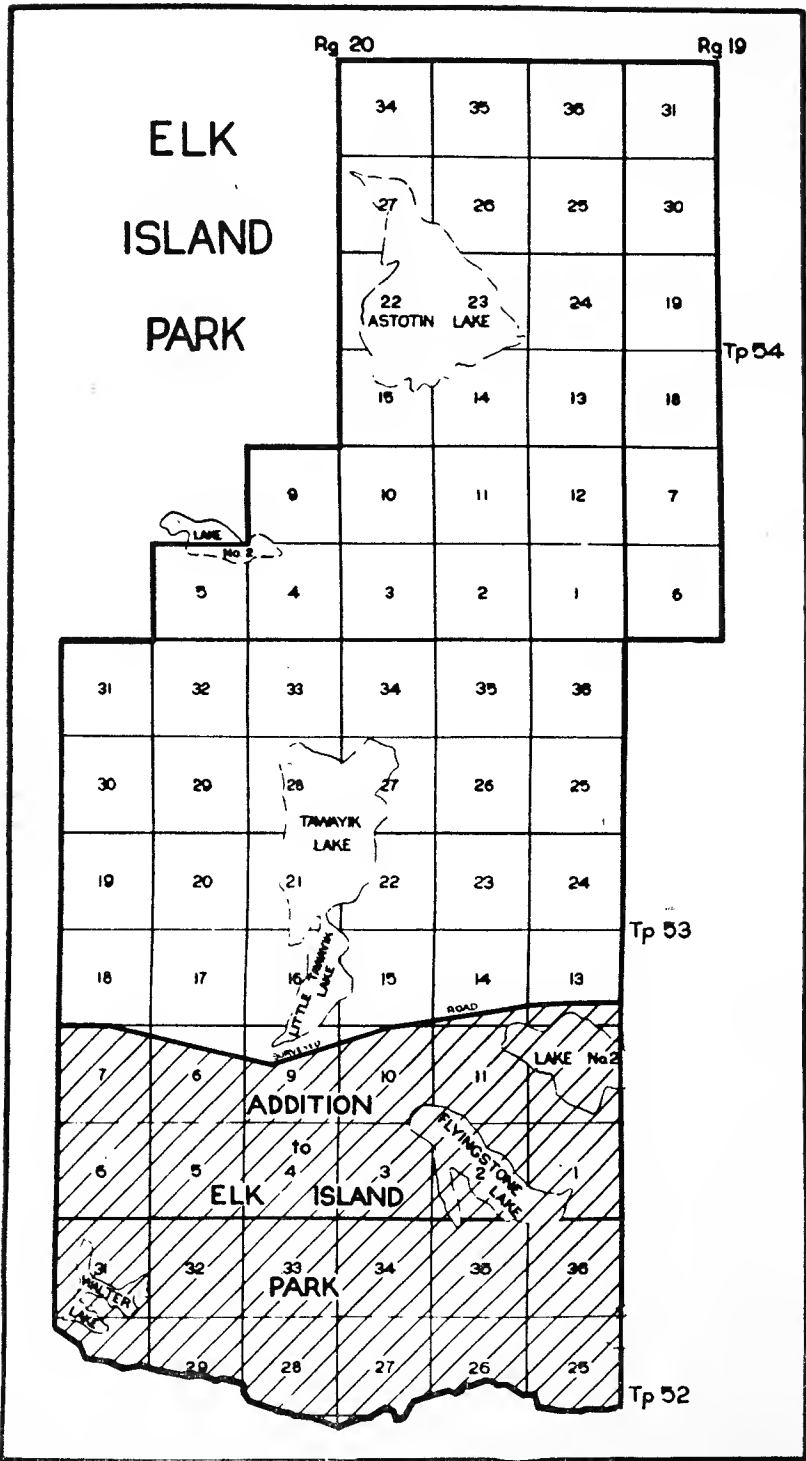 Rg 20 Rg 19
ELK
ISLAND
PARK
34 35 36 31
27 26 25 30
22 23 24 19
ASTOTIN LAKE
Tp 54
15 14 13 18
9 10 11 12 7
LAKE
No. 2
5 4 3 2 1 6
31 32 33 34 35 36
30 29 28 27 26 25
TAWAYIK
LAKE
19 20 21 22 23 24
Tp 53
18 17 16 15 14 13
LITTLE TAWAYIK
LAKE
SURVEYED ROAD
LAKE No 2
7 6 9 10 11
ADDITION
FLYINGSTONE
LAKE
to
6 5 4 3 2 1
ELK ISLAND
31 32 33 34 35 36
WALTER
LAKE
PARK
29 28 27 26 25
Tp 52